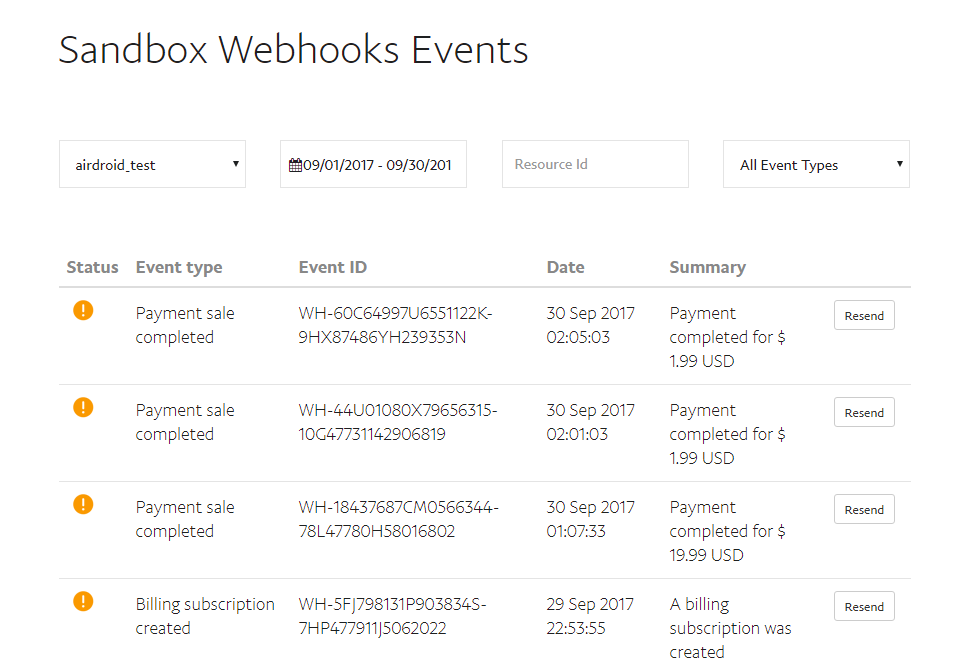 Sandbox Webhooks Events
airdroid_test
09/01/2017 - 09/30/201
Resource Id
All Event Types
Status Event type Event ID Date Summary
Payment sale WH-60C64997U6551122K- 30 Sep 2017 Payment Resend
completed 9HX87486YH239353N 02:05:03 completed for $
1.99 USD
Payment sale WH-44U01080X79656315- 30 Sep 2017 Payment Resend
completed 10G47731142906819 02:01:03 completed for $
1.99 USD
Payment sale WH-18437687CM0566344- 30 Sep 2017 Payment Resend
completed 78L47780H58016802 01:07:33 completed for $
19.99 USD
Billing subscription WH-5FJ798131P903834S- 29 Sep 2017 A billing Resend
created 7HP477911J5062022 22:53:55 subscription was
created